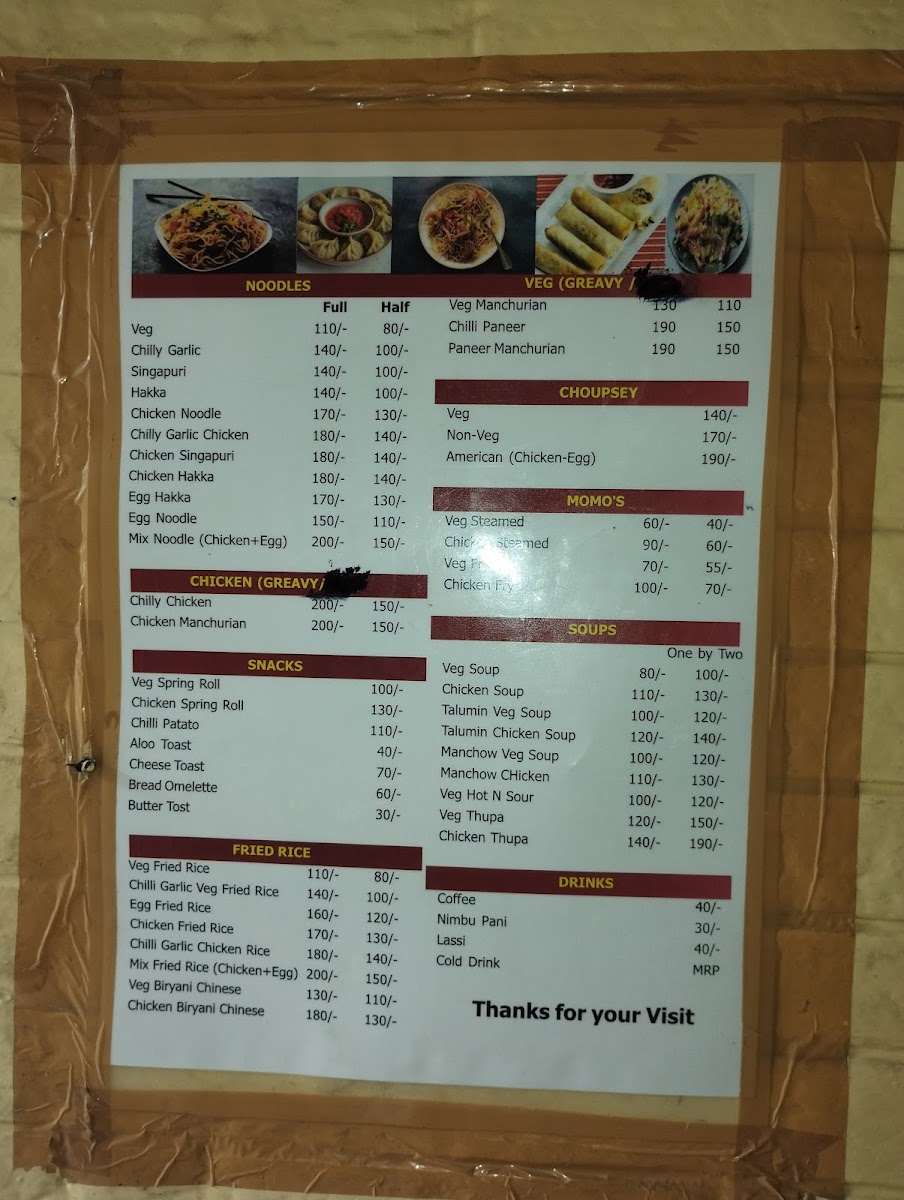 NOODLES
Full Half
Veg 110/- 80/-
Chilly Garlic 140/- 100/-
Singapuri 140/- 100/-
Hakka 140/- 100/-
Chicken Noodle 170/- 130/-
Chilly Garlic Chicken 180/- 140/-
Chicken Singapuri 180/- 140/-
Chicken Hakka 180/- 140/-
Egg Hakka 170/- 130/-
Egg Noodle 150/- 110/-
Mix Noodle (Chicken+Egg) 200/- 150/-
CHICKEN (GREAVY/
Chilly Chicken 200/- 150/-
Chicken Manchurian 200/- 150/-
SNACKS
Veg Spring Roll 100/-
Chicken Spring Roll 130/-
Chilli Patato 110/-
Aloo Toast 40/-
Cheese Toast 70/-
Bread Omelette 60/-
Butter Tost 30/-
FRIED RICE
Veg Fried Rice 110/- 80/-
Chilli Garlic Veg Fried Rice 140/- 100/-
Egg Fried Rice 160/- 120/-
Chicken Fried Rice 170/- 130/-
Chilli Garlic Chicken Rice 180/- 140/-
Mix Fried Rice (Chicken+Egg) 200/- 150/-
Veg Biryani Chinese 130/- 110/-
Chicken Biryani Chinese 180/- 130/-
VEG (GREAVY /
Veg Manchurian 130 110
Chilli Paneer 190 150
Paneer Manchurian 190 150
CHOUPSEY
Veg 140/-
Non-Veg 170/-
American (Chicken-Egg) 190/-
MOMO'S
Veg Steamed 60/- 40/-
Chicken Steamed 90/- 60/-
Veg Fry 70/- 55/-
Chicken Fry 100/- 70/-
SOUPS
One by Two
Veg Soup 80/- 100/-
Chicken Soup 110/- 130/-
Talumin Veg Soup 100/- 120/-
Talumin Chicken Soup 120/- 140/-
Manchow Veg Soup 100/- 120/-
Manchow CHicken 110/- 130/-
Veg Hot N Sour 100/- 120/-
Veg Thupa 120/- 150/-
Chicken Thupa 140/- 190/-
DRINKS
Coffee 40/-
Nimbu Pani 30/-
Lassi 40/-
Cold Drink MRP
Thanks for your Visit